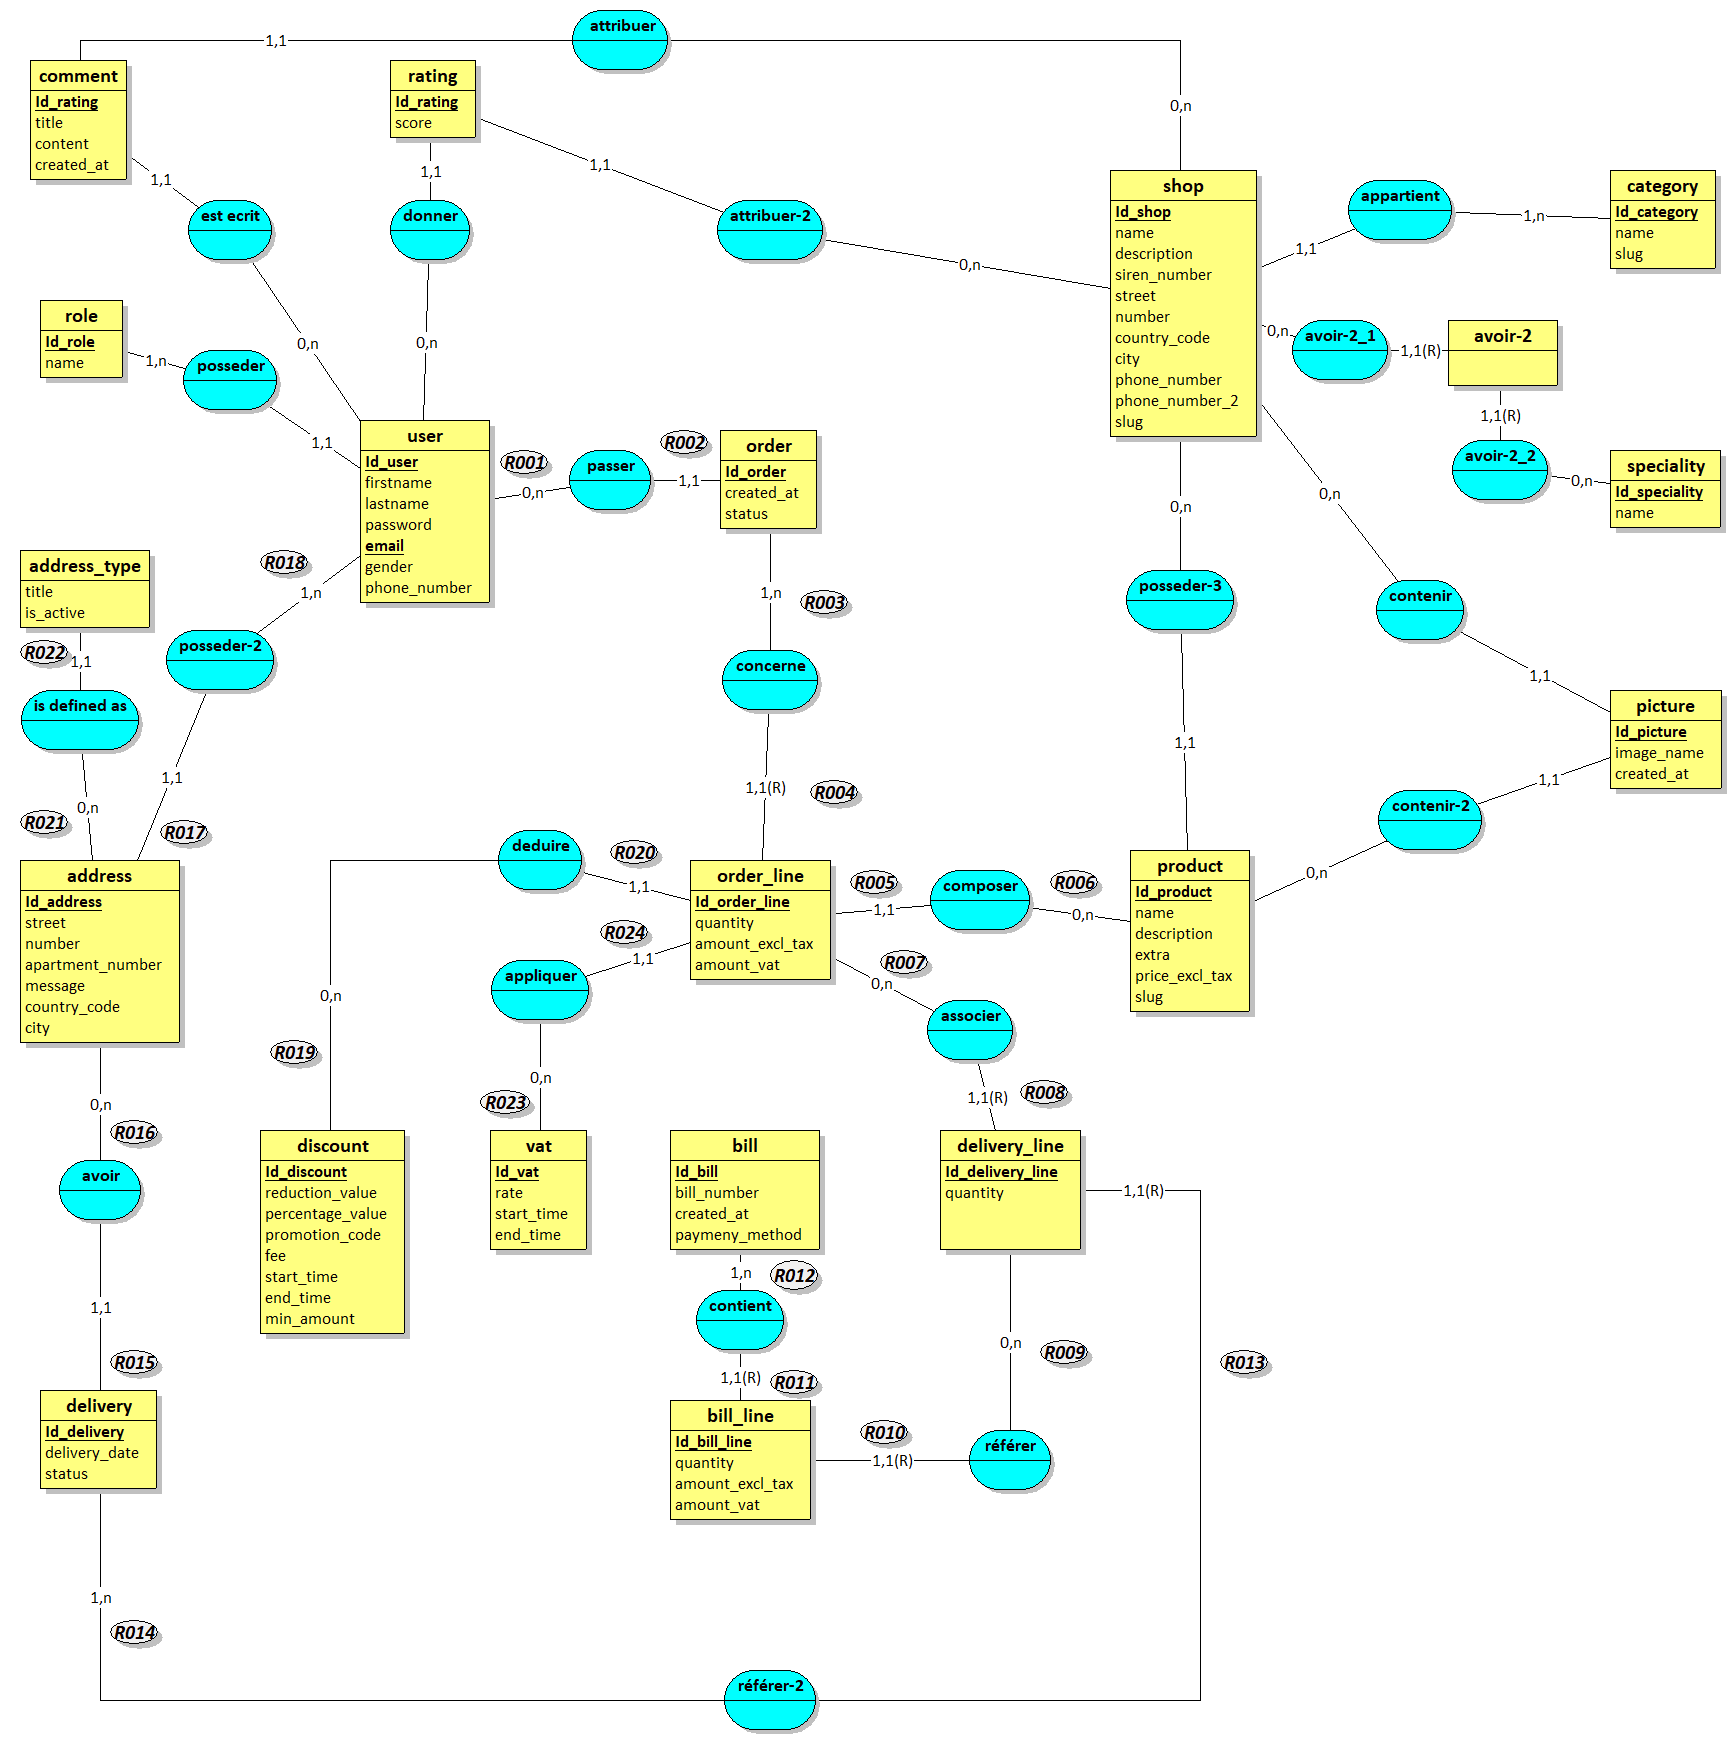 attribuer
1,1
0,n
comment
Id_rating
title
content
created_at
rating
Id_rating
score
1,1
1,1
1,1
est ecrit
donner
attribuer-2
0,n
0,n
0,n
shop
Id_shop
name
description
siren_number
street
number
country_code
city
phone_number
phone_number_2
slug
appartient
1,1
1,n
category
Id_category
name
slug
0,n
avoir-2_1
1,1(R)
avoir-2
1,1(R)
avoir-2_2
0,n
speciality
Id_speciality
name
role
Id_role
name
1,n
posseder
1,1
user
Id_user
firstname
lastname
password
email
gender
phone_number
R001
0,n
passer
R002
1,1
order
Id_order
created_at
status
0,n
posseder-3
1,1
0,n
contenir
1,1
picture
Id_picture
image_name
created_at
1,1
contenir-2
0,n
address_type
title
is_active
R018
1,n
posseder-2
1,1
R017
R022
1,1
is defined as
0,n
R021
1,n
R003
concerne
1,1(R)
R004
address
Id_address
street
number
apartment_number
message
country_code
city
deduire
R020
1,1
0,n
R019
order_line
Id_order_line
quantity
amount_excl_tax
amount_vat
R005
1,1
composer
R006
0,n
product
Id_product
name
description
extra
price_excl_tax
slug
R024
1,1
appliquer
0,n
R023
R007
0,n
associer
1,1(R)
R008
0,n
R016
avoir
1,1
R015
discount
Id_discount
reduction_value
percentage_value
promotion_code
fee
start_time
end_time
min_amount
vat
Id_vat
rate
start_time
end_time
bill
Id_bill
bill_number
created_at
paymeny_method
delivery_line
Id_delivery_line
quantity
1,1(R)
R013
1,n
R012
contient
1,1(R)
R011
0,n
R009
delivery
Id_delivery
delivery_date
status
bill_line
Id_bill_line
quantity
amount_excl_tax
amount_vat
R010
1,1(R)
référer
1,n
R014
référer-2